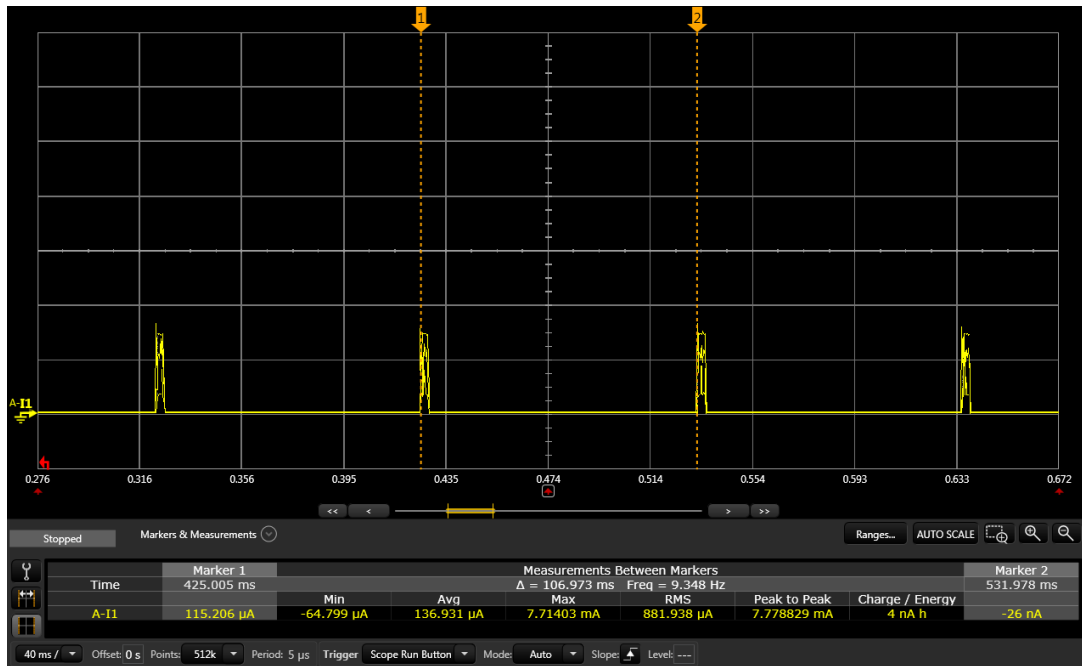 1 2
A-I1
0.276 0.316 0.356 0.395 0.435 0.474 0.514 0.554 0.593 0.633 0.672
<< < > >>
Stopped Markers & Measurements Ranges... AUTO SCALE
Marker 1 Measurements Between Markers Marker 2
Time 425.005 ms Δ = 106.973 ms Freq = 9.348 Hz 531.978 ms
Min Avg Max RMS Peak to Peak Charge / Energy
A-I1 115.206 µA -64.799 µA 136.931 µA 7.71403 mA 881.938 µA 7.778829 mA 4 nA h -26 nA
40 ms / Offset: 0 s Points: 512k Period: 5 µs Trigger Scope Run Button Mode: Auto Slope: Level: ---